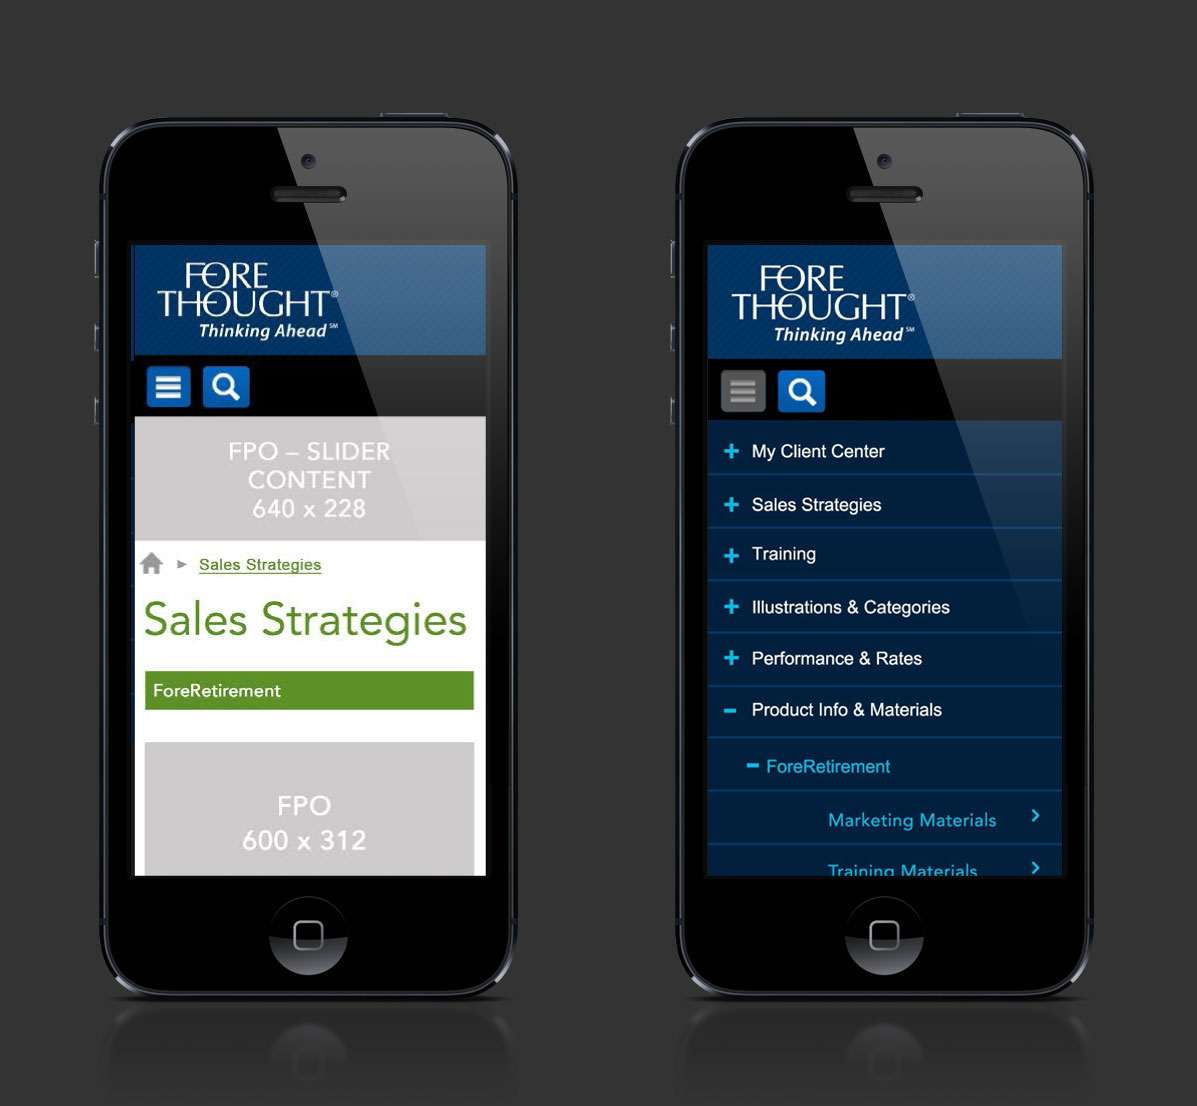 FORE
THOUGHT®
Thinking Ahead℠
FPO – SLIDER
CONTENT
640 x 228
Sales Strategies
Sales Strategies
ForeRetirement
FPO
600 x 312
FORE
THOUGHT®
Thinking Ahead℠
My Client Center
Sales Strategies
Training
Illustrations & Categories
Performance & Rates
Product Info & Materials
ForeRetirement
Marketing Materials
Training Materials